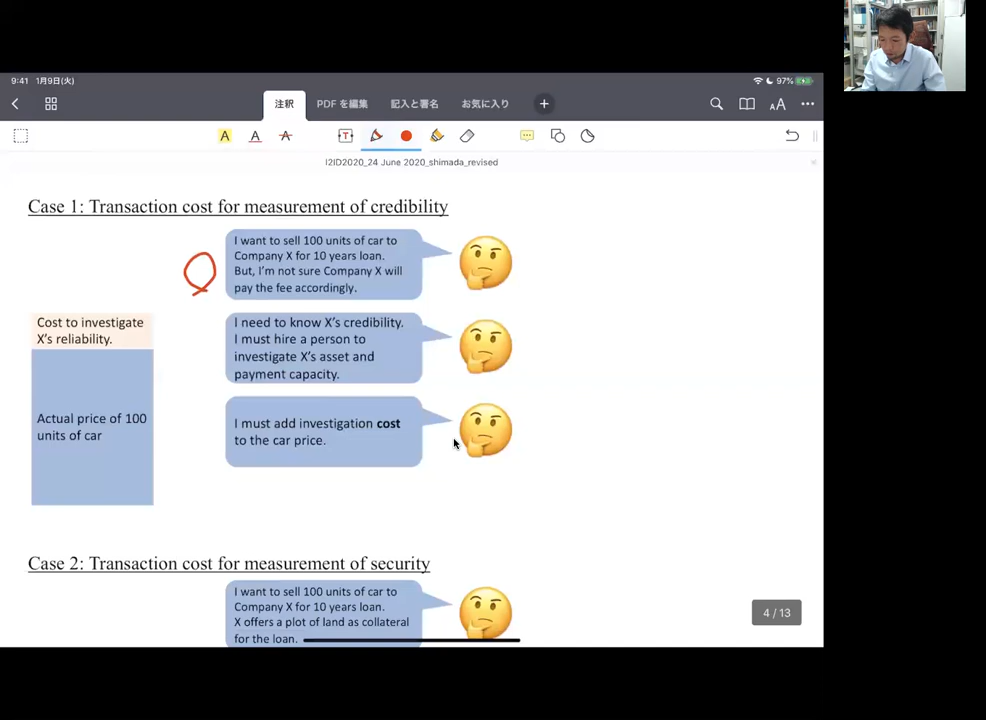 9:41 1月9日(火)
97%
注釈
PDF を編集
記入と署名
お気に入り
+
AA
A A A T
I2ID2020_24 June 2020_shimada_revised
Case 1: Transaction cost for measurement of credibility
I want to sell 100 units of car to
Company X for 10 years loan.
But, I'm not sure Company X will
pay the fee accordingly.
Cost to investigate
X's reliability.
Actual price of 100
units of car
I need to know X's credibility.
I must hire a person to
investigate X's asset and
payment capacity.
I must add investigation cost
to the car price.
Case 2: Transaction cost for measurement of security
I want to sell 100 units of car to
Company X for 10 years loan.
X offers a plot of land as collateral
for the loan.
4 / 13